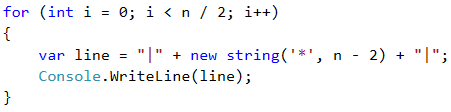 for (int i = 0; i < n / 2; i++)
{
    var line = "|" + new string('*', n - 2) + "|";
    Console.WriteLine(line);
}